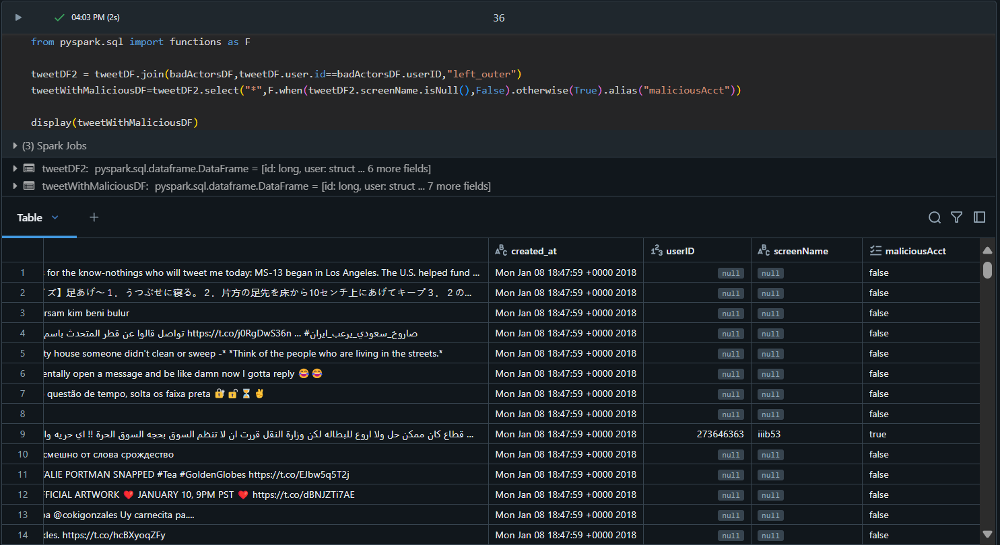 04:03 PM (2s)
36
from pyspark.sql import functions as F
tweetDF2 = tweetDF.join(badActorsDF,tweetDF.user.id==badActorsDF.userID,"left_outer")
tweetWithMaliciousDF=tweetDF2.select("*",F.when(tweetDF2.screenName.isNull(),False).otherwise(True).alias("maliciousAcct"))
display(tweetWithMaliciousDF)
(3) Spark Jobs
tweetDF2: pyspark.sql.dataframe.DataFrame = [id: long, user: struct ... 6 more fields]
tweetWithMaliciousDF: pyspark.sql.dataframe.DataFrame = [id: long, user: struct ... 7 more fields]
Table
created_at userID screenName maliciousAcct
1 for the know-nothings who will tweet me today: MS-13 began in Los Angeles. The U.S. helped fund ... Mon Jan 08 18:47:59 +0000 2018 null null false
2 ズ】足あげ〜１．うつぶせに寝る。２．片方の足先を床から10センチ上にあげてキープ３．２の... Mon Jan 08 18:47:59 +0000 2018 null null false
3 rsam kim beni bulur Mon Jan 08 18:47:59 +0000 2018 null null false
4 تواصل قالوا عن قطر المتحدث باسم https://t.co/j0RgDwS36n ... #صاروخ_سعودي_يرعب_ايران Mon Jan 08 18:47:59 +0000 2018 null null false
5 ty house someone didn't clean or sweep -* *Think of the people who are living in the streets.* Mon Jan 08 18:47:59 +0000 2018 null null false
6 entally open a message and be like damn now I gotta reply 😂 😂 Mon Jan 08 18:47:59 +0000 2018 null null false
7 questão de tempo, solta os faixa preta 🔐 🔓 ⏳ ✌ Mon Jan 08 18:47:59 +0000 2018 null null false
8 Mon Jan 08 18:47:59 +0000 2018 null null false
9 قطاع كان ممكن حل ولا اروع للبطاله لكن وزارة النقل قررت ان لا تنظم السوق بحجه السوق الحرة !! اي حريه وا ... Mon Jan 08 18:47:59 +0000 2018 273646363 iiib53 true
10 смешно от слова срождество Mon Jan 08 18:47:59 +0000 2018 null null false
11 TALIE PORTMAN SNAPPED #Tea #GoldenGlobes https://t.co/EJbw5q5T2j Mon Jan 08 18:47:59 +0000 2018 null null false
12 FFICIAL ARTWORK ❤️ JANUARY 10, 9PM PST ❤️ https://t.co/dBNJZTi7AE Mon Jan 08 18:47:59 +0000 2018 null null false
13 pa @cokigonzales Uy carnecita pa.... Mon Jan 08 18:47:59 +0000 2018 null null false
14 kles. https://t.co/hcBXyoqZFy Mon Jan 08 18:47:59 +0000 2018 null null false